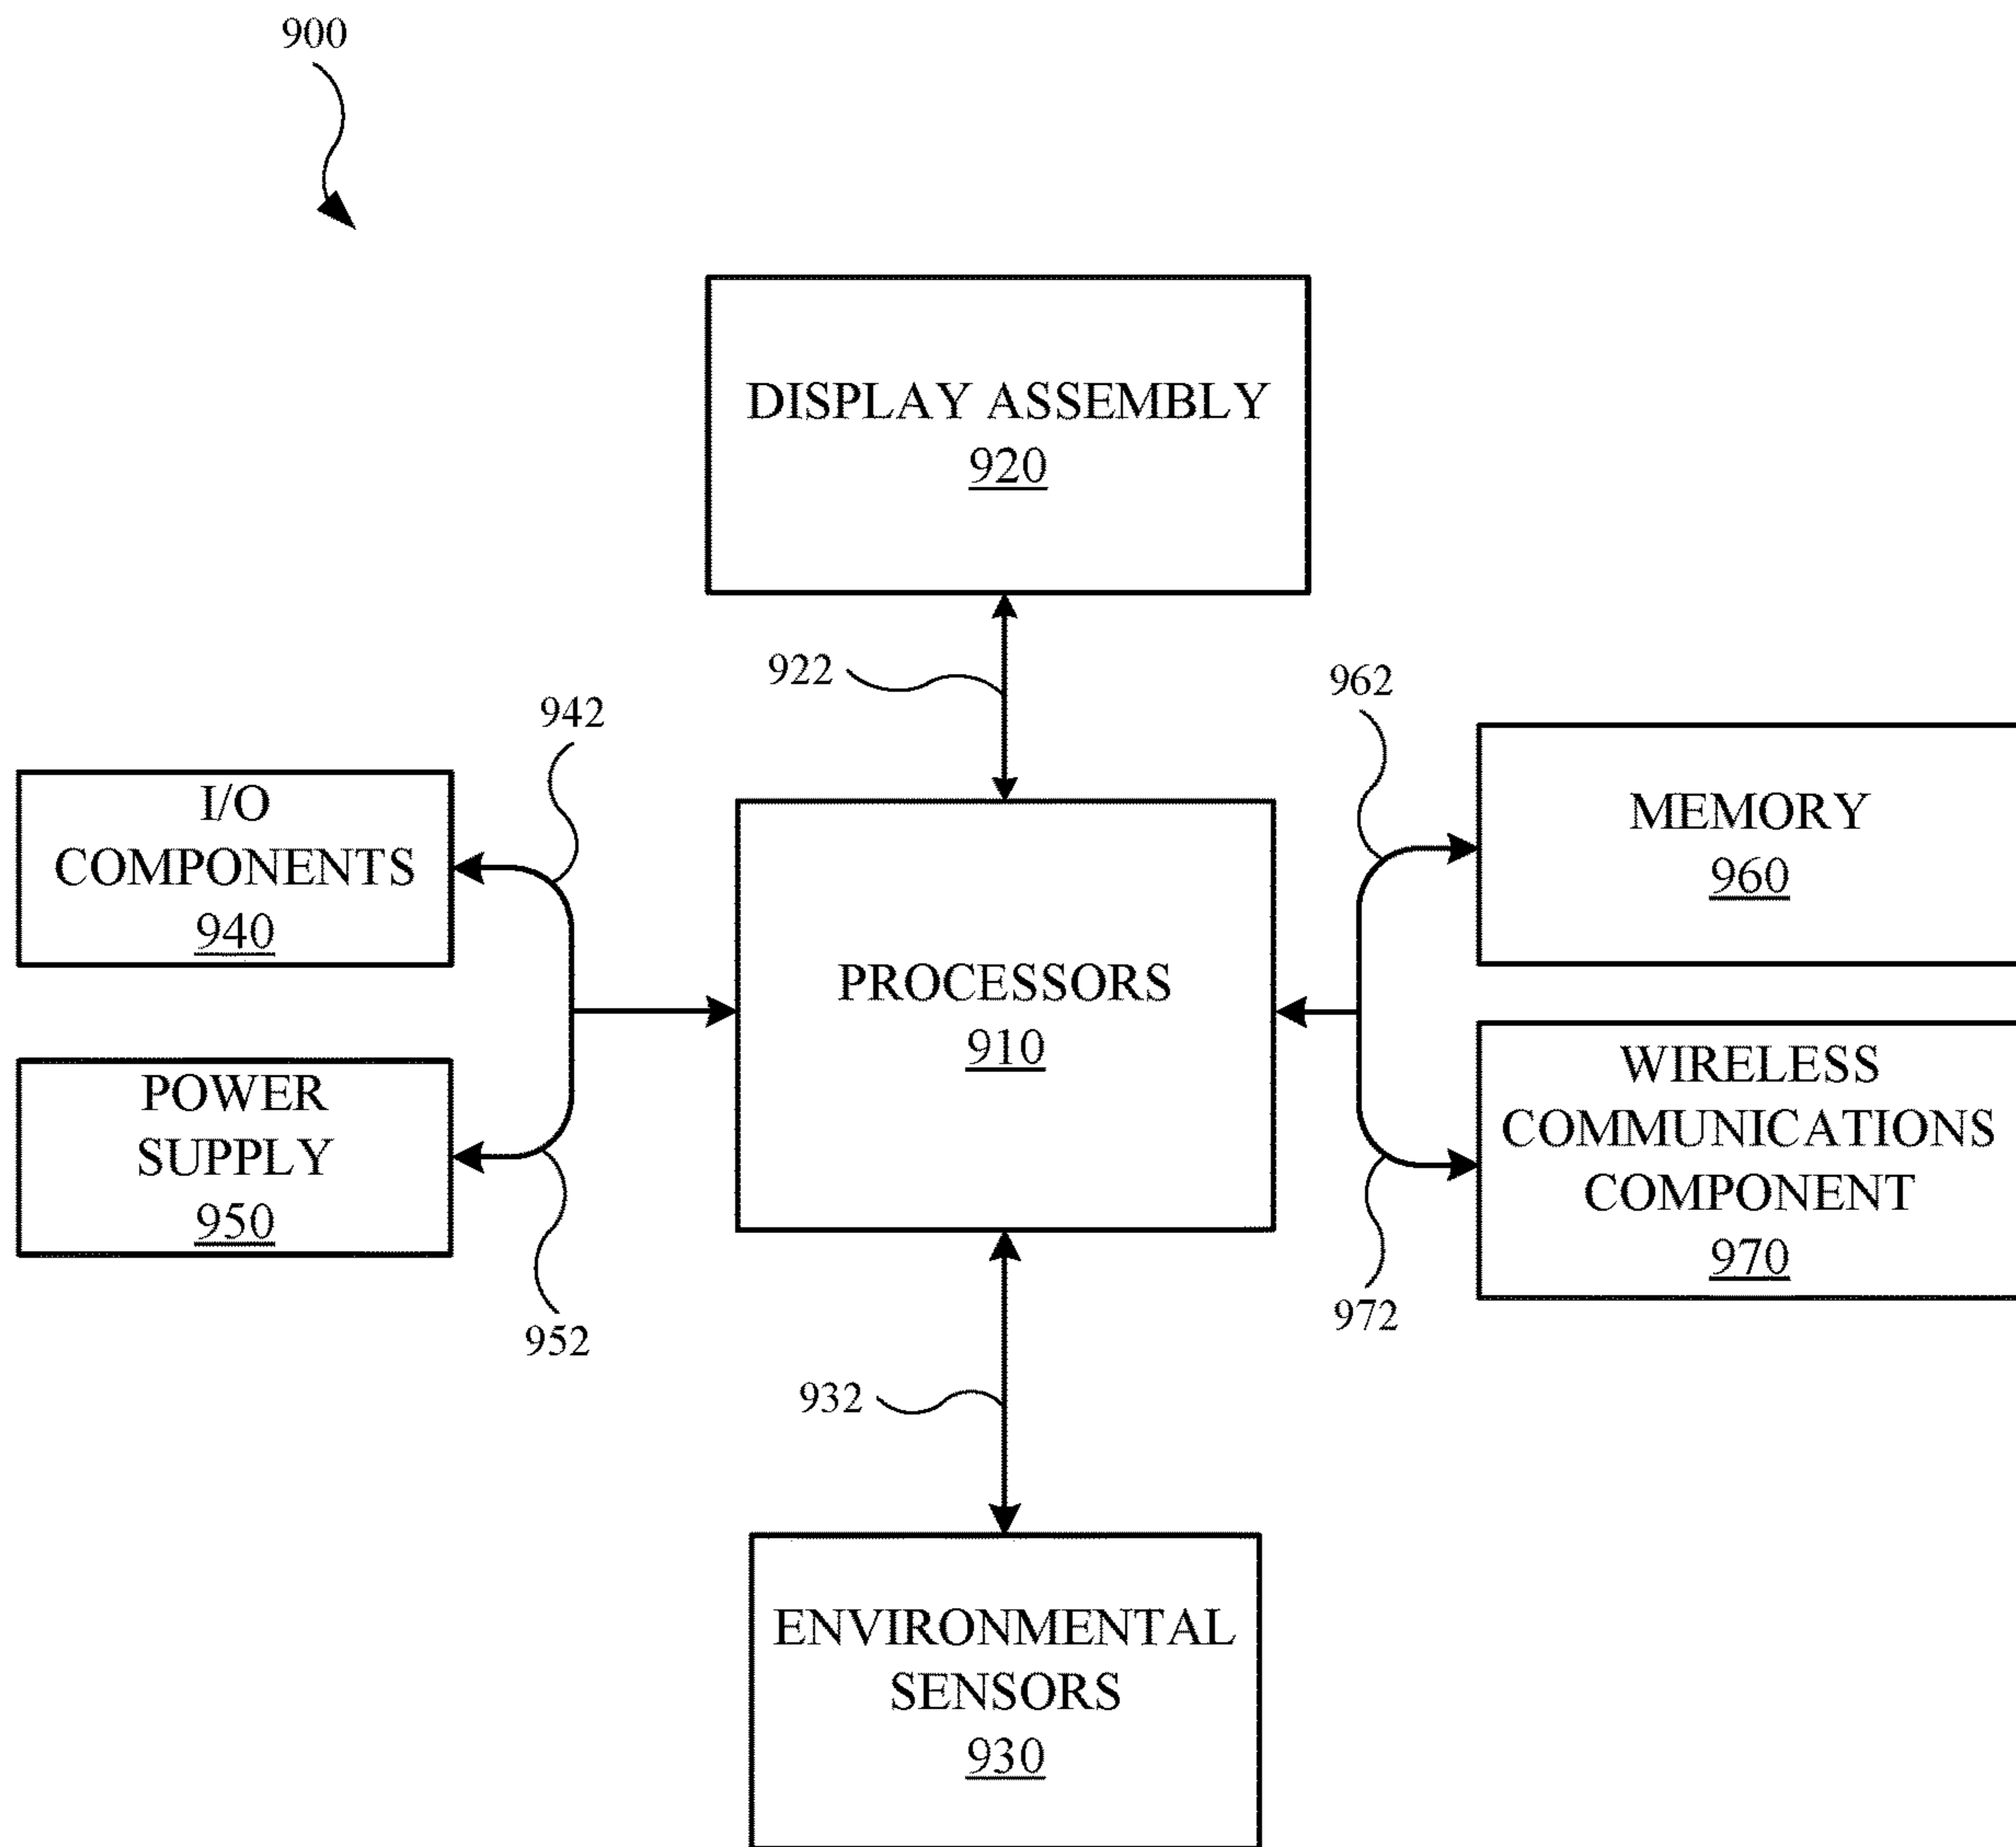 900
DISPLAY ASSEMBLY
920
922
962
942
I/O
COMPONENTS
940
MEMORY
960
PROCESSORS
910
POWER
SUPPLY
950
WIRELESS
COMMUNICATIONS
COMPONENT
970
952
972
932
ENVIRONMENTAL
SENSORS
930